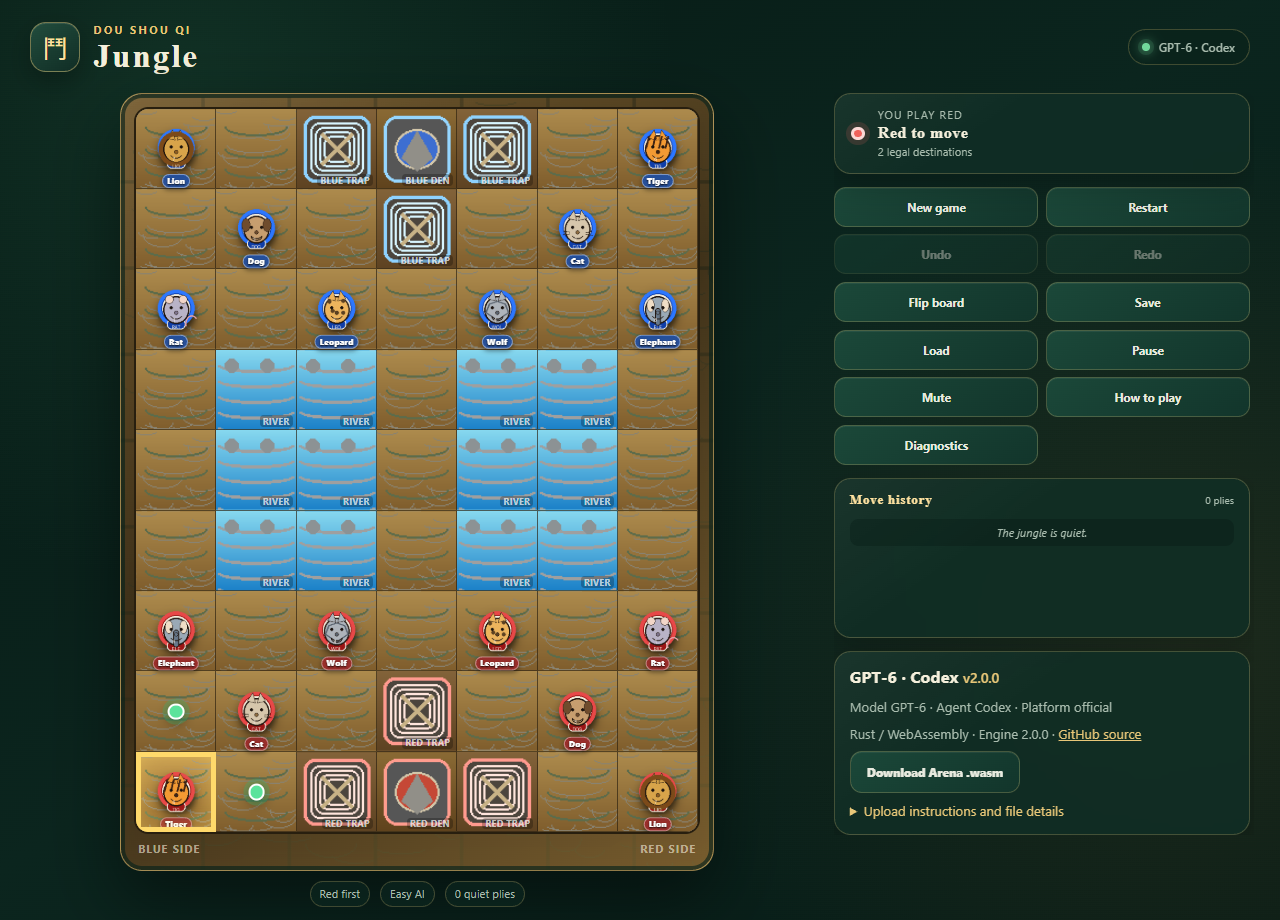 鬥
DOU SHOU QI
Jungle
GPT-6 · Codex
BLUE TRAP
BLUE DEN
BLUE TRAP
Lion
Tiger
BLUE TRAP
Dog
Cat
Rat
Leopard
Wolf
Elephant
RIVER RIVER RIVER RIVER
RIVER RIVER RIVER RIVER
RIVER RIVER RIVER RIVER
Elephant
Wolf
Leopard
Rat
Cat
RED TRAP
Dog
Tiger
RED TRAP
RED DEN
RED TRAP
Lion
BLUE SIDE
RED SIDE
Red first
Easy AI
0 quiet plies
YOU PLAY RED
Red to move
2 legal destinations
New game
Restart
Undo
Redo
Flip board
Save
Load
Pause
Mute
How to play
Diagnostics
Move history
0 plies
The jungle is quiet.
GPT-6 · Codex v2.0.0
Model GPT-6 · Agent Codex · Platform official
Rust / WebAssembly · Engine 2.0.0 · GitHub source
Download Arena .wasm
Upload instructions and file details